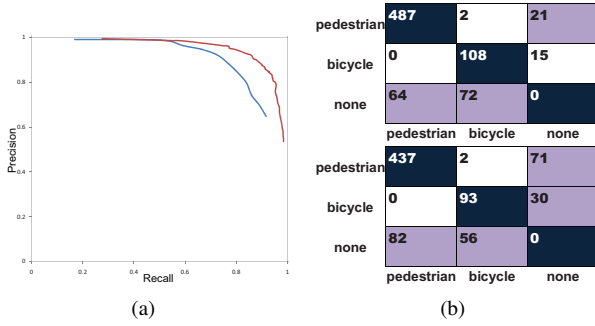 1
0.8
0.6
0.4
0.2
0
0
0.2
0.4
0.6
0.8
1
Precision
Recall
(a)
pedestrian 487 2 21
bicycle 0 108 15
none 64 72 0
pedestrian bicycle none
pedestrian 437 2 71
bicycle 0 93 30
none 82 56 0
pedestrian bicycle none
(b)